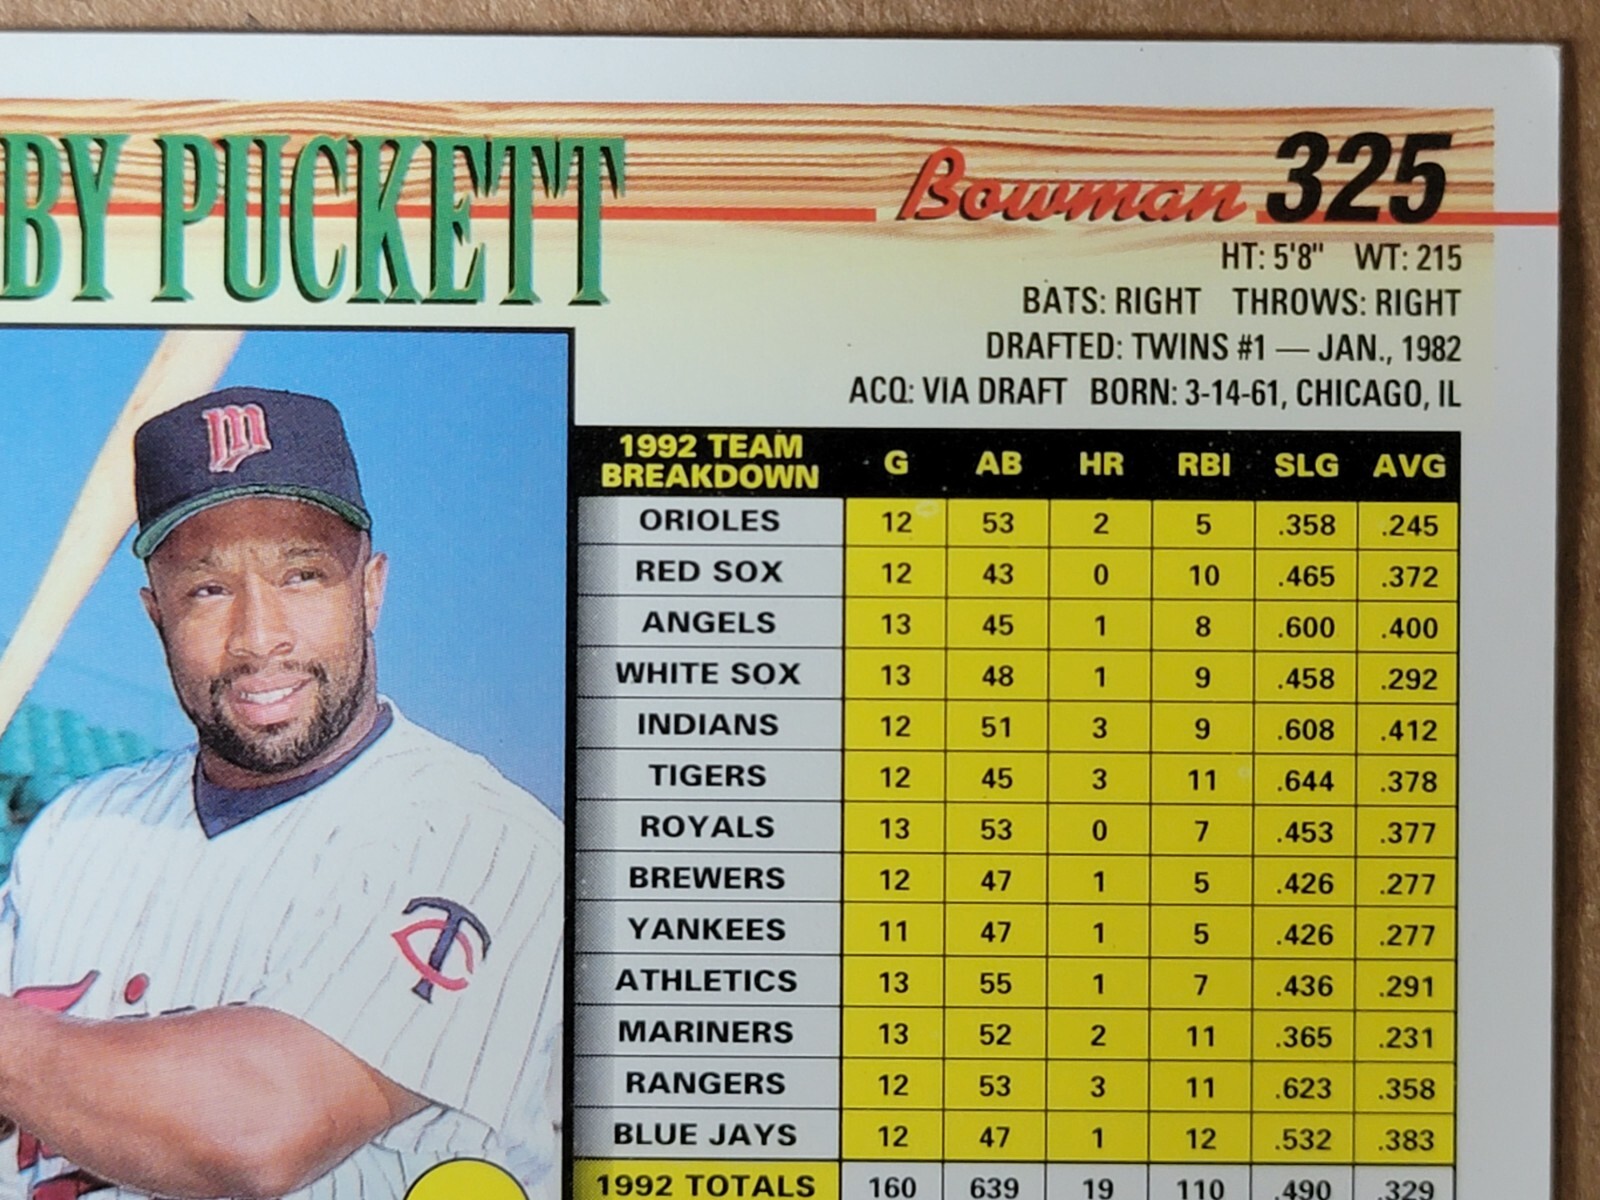 BY PUCKETT
Bowman 325
HT: 5'8" WT: 215
BATS: RIGHT THROWS: RIGHT
DRAFTED: TWINS #1 — JAN., 1982
ACQ: VIA DRAFT BORN: 3-14-61, CHICAGO, IL
1992 TEAM
BREAKDOWN G AB HR RBI SLG AVG
ORIOLES 12 53 2 5 .358 .245
RED SOX 12 43 0 10 .465 .372
ANGELS 13 45 1 8 .600 .400
WHITE SOX 13 48 1 9 .458 .292
INDIANS 12 51 3 9 .608 .412
TIGERS 12 45 3 11 .644 .378
ROYALS 13 53 0 7 .453 .377
BREWERS 12 47 1 5 .426 .277
YANKEES 11 47 1 5 .426 .277
ATHLETICS 13 55 1 7 .436 .291
MARINERS 13 52 2 11 .365 .231
RANGERS 12 53 3 11 .623 .358
BLUE JAYS 12 47 1 12 .532 .383
1992 TOTALS 160 639 19 110 .490 .329
m
TC